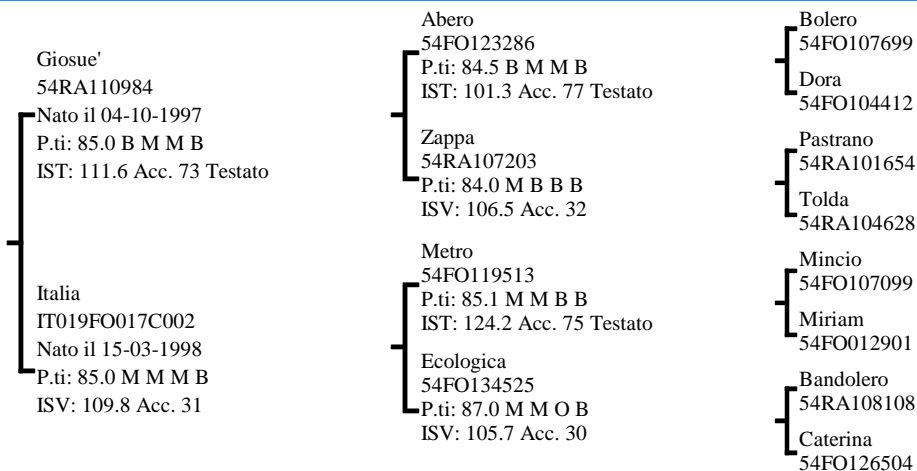 Giosue'
54RA110984
Nato il 04-10-1997
P.ti: 85.0 B M M B
IST: 111.6 Acc. 73 Testato
Italia
IT019FO017C002
Nato il 15-03-1998
P.ti: 85.0 M M M B
ISV: 109.8 Acc. 31
Abero
54FO123286
P.ti: 84.5 B M M B
IST: 101.3 Acc. 77 Testato
Zappa
54RA107203
P.ti: 84.0 M B B B
ISV: 106.5 Acc. 32
Metro
54FO119513
P.ti: 85.1 M M B B
IST: 124.2 Acc. 75 Testato
Ecologica
54FO134525
P.ti: 87.0 M M O B
ISV: 105.7 Acc. 30
Bolero
54FO107699
Dora
54FO104412
Pastrano
54RA101654
Tolda
54RA104628
Mincio
54FO107099
Miriam
54FO012901
Bandolero
54RA108108
Caterina
54FO126504